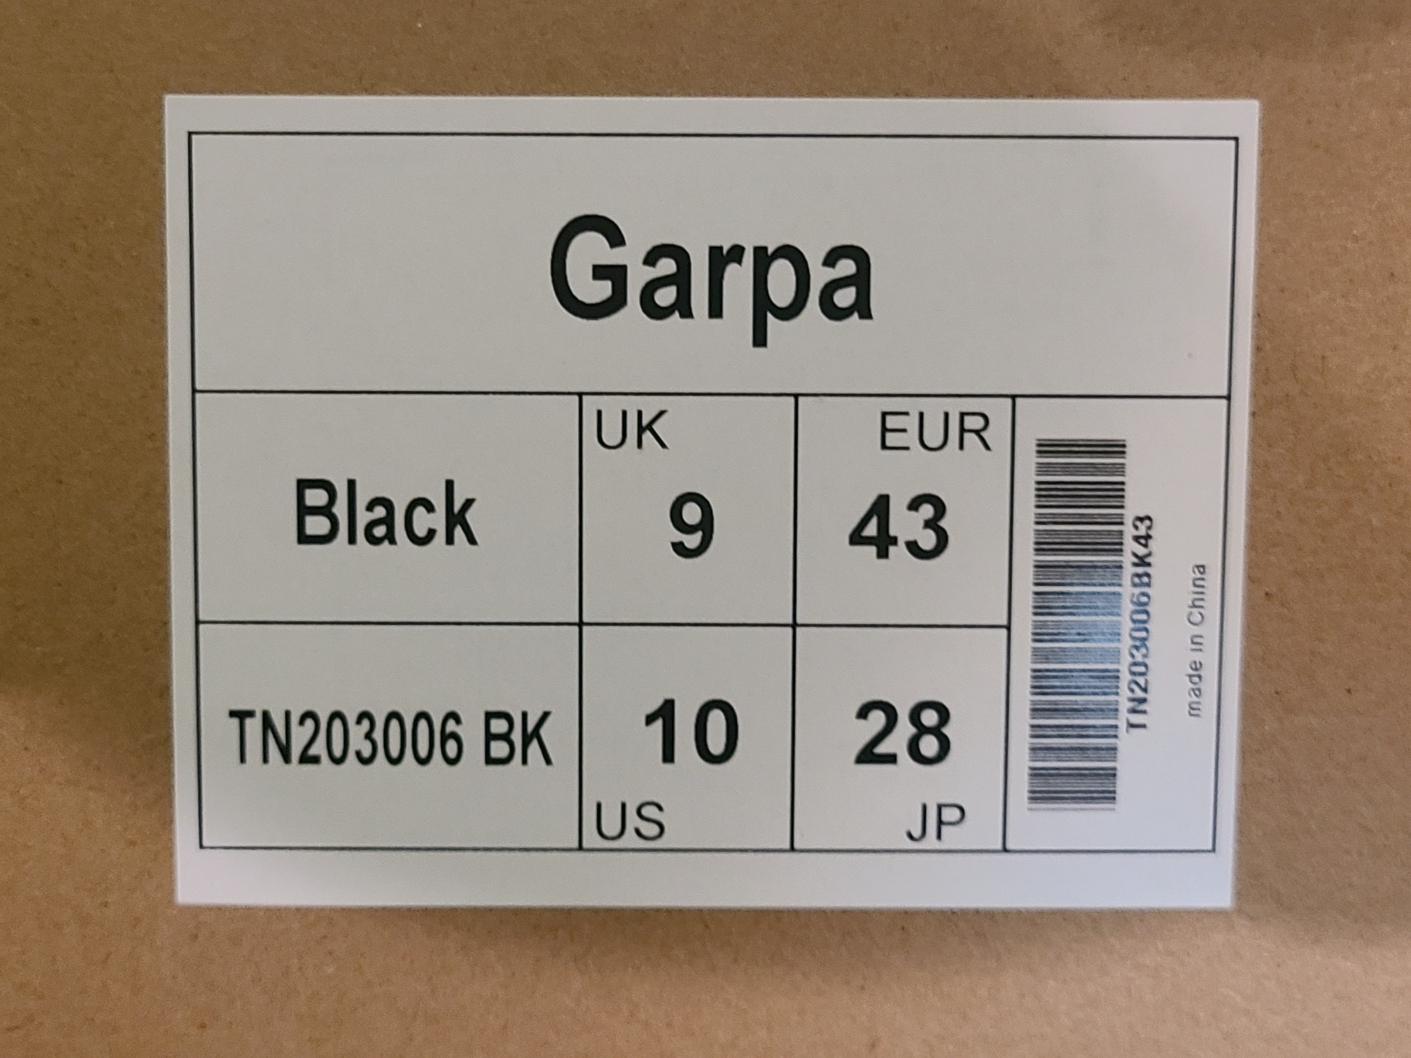 Garpa
Black
UK
9
EUR
43
TN203006 BK
10
US
28
JP
TN203006BK43
made in China